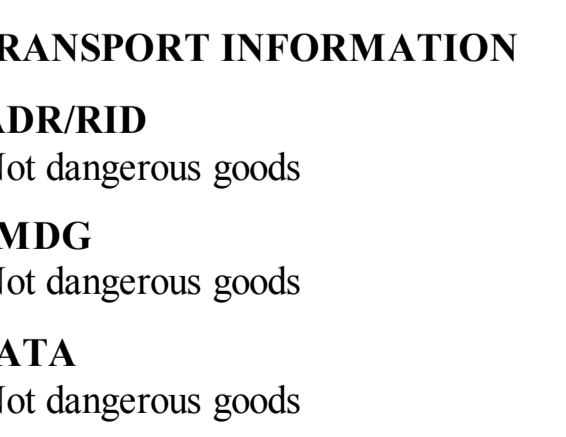 RANSPORT INFORMATION
ADR/RID
Not dangerous goods
MDG
Not dangerous goods
ATA
Not dangerous goods